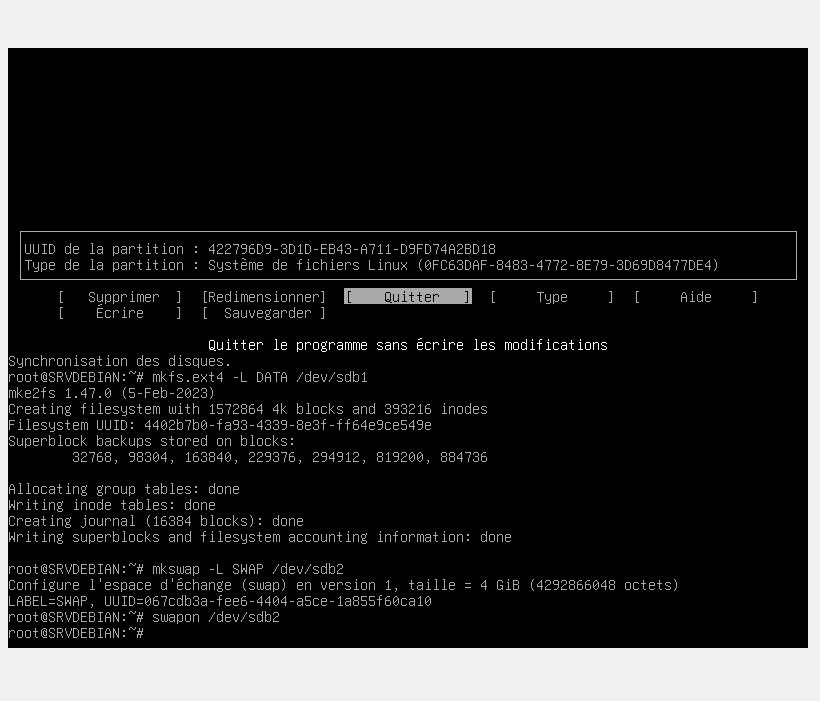 UUID de la partition : 422796D9-3D1D-EB43-A711-D9FD74A2BD18
Type de la partition : Système de fichiers Linux (0FC63DAF-8483-4772-8E79-3D69D8477DE4)
[ Supprimer ] [Redimensionner] [ Quitter ] [ Type ] [ Aide ]
[ Écrire ] [ Sauvegarder ]
Quitter le programme sans écrire les modifications
Synchronisation des disques.
root@SRVDEBIAN:~# mkfs.ext4 -L DATA /dev/sdb1
mke2fs 1.47.0 (5-Feb-2023)
Creating filesystem with 1572864 4k blocks and 393216 inodes
Filesystem UUID: 4402b7b0-fa93-4339-8e3f-ff64e9ce549e
Superblock backups stored on blocks:
32768, 98304, 163840, 229376, 294912, 819200, 884736
Allocating group tables: done
Writing inode tables: done
Creating journal (16384 blocks): done
Writing superblocks and filesystem accounting information: done
root@SRVDEBIAN:~# mkswap -L SWAP /dev/sdb2
Configure l'espace d'échange (swap) en version 1, taille = 4 GiB (4292866048 octets)
LABEL=SWAP, UUID=067cdb3a-fee6-4404-a5ce-1a855f60ca10
root@SRVDEBIAN:~# swapon /dev/sdb2
root@SRVDEBIAN:~#